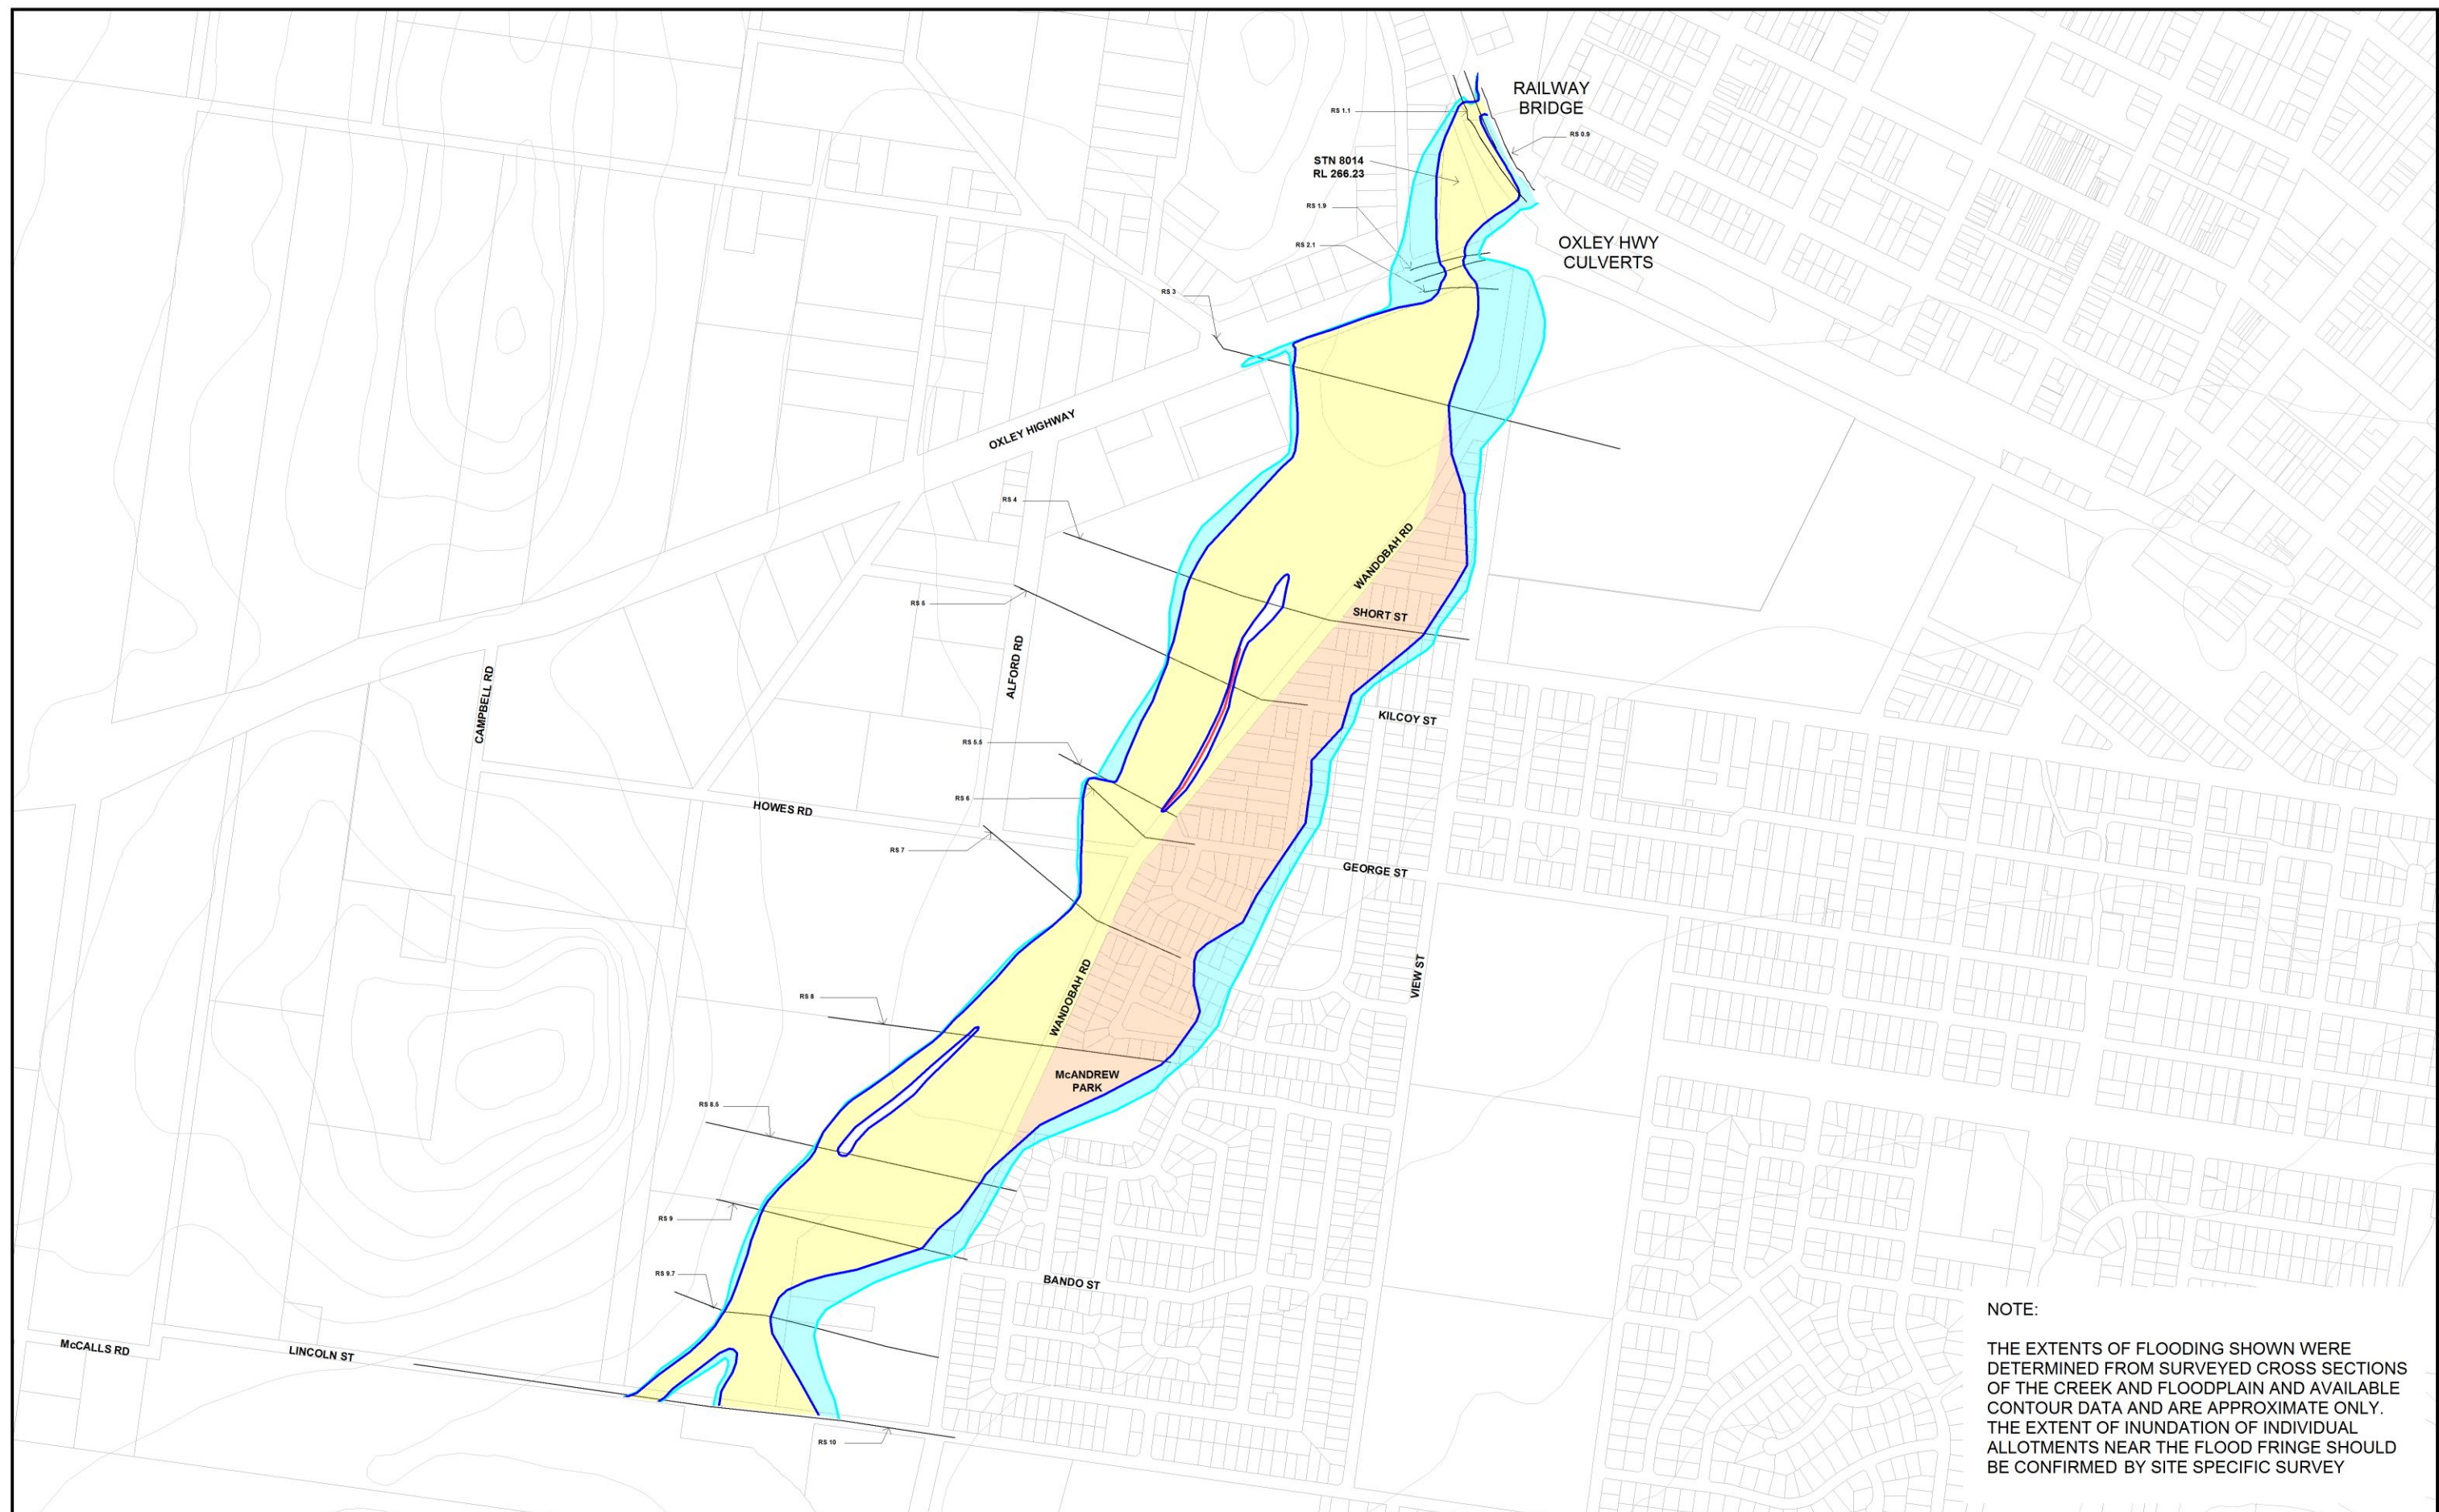 RAILWAY
BRIDGE
RS 1.1
RS 0.9
STN 8014
RL 266.23
RS 1.9
RS 2.1
OXLEY HWY
CULVERTS
RS 3
OXLEY HIGHWAY
RS 4
WANDOBAH RD
SHORT ST
RS 5
ALFORD RD
CAMPBELL RD
KILCOY ST
RS 5.5
RS 6
HOWES RD
RS 7
GEORGE ST
VIEW ST
WANDOBAH RD
RS 8
McANDREW
PARK
RS 8.5
RS 9
RS 9.7
BANDO ST
McCALLS RD
LINCOLN ST
RS 10
NOTE:
THE EXTENTS OF FLOODING SHOWN WERE
DETERMINED FROM SURVEYED CROSS SECTIONS
OF THE CREEK AND FLOODPLAIN AND AVAILABLE
CONTOUR DATA AND ARE APPROXIMATE ONLY.
THE EXTENT OF INUNDATION OF INDIVIDUAL
ALLOTMENTS NEAR THE FLOOD FRINGE SHOULD
BE CONFIRMED BY SITE SPECIFIC SURVEY